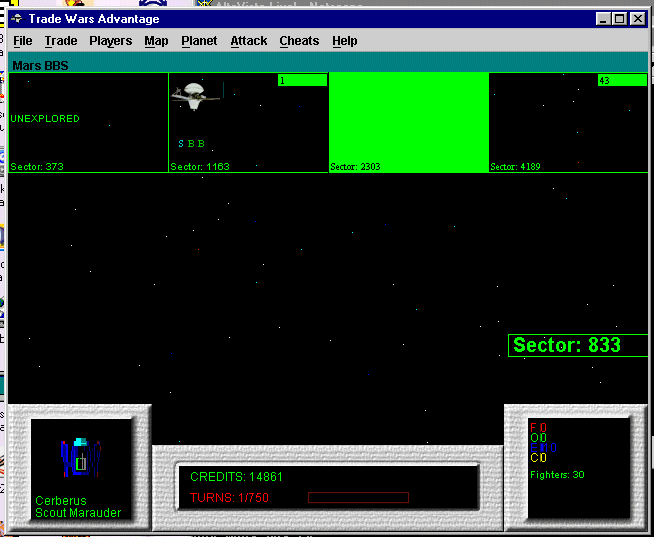 Trade Wars Advantage
File Trade Players Map Planet Attack Cheats Help
Mars BBS
1
43
UNEXPLORED
S B B
Sector: 373
Sector: 1163
Sector: 2303
Sector: 4189
Sector: 833
F 0
O 0
C 0
Fighters: 30
CREDITS: 14861
TURNS: 1/750
Cerberus
Scout Marauder